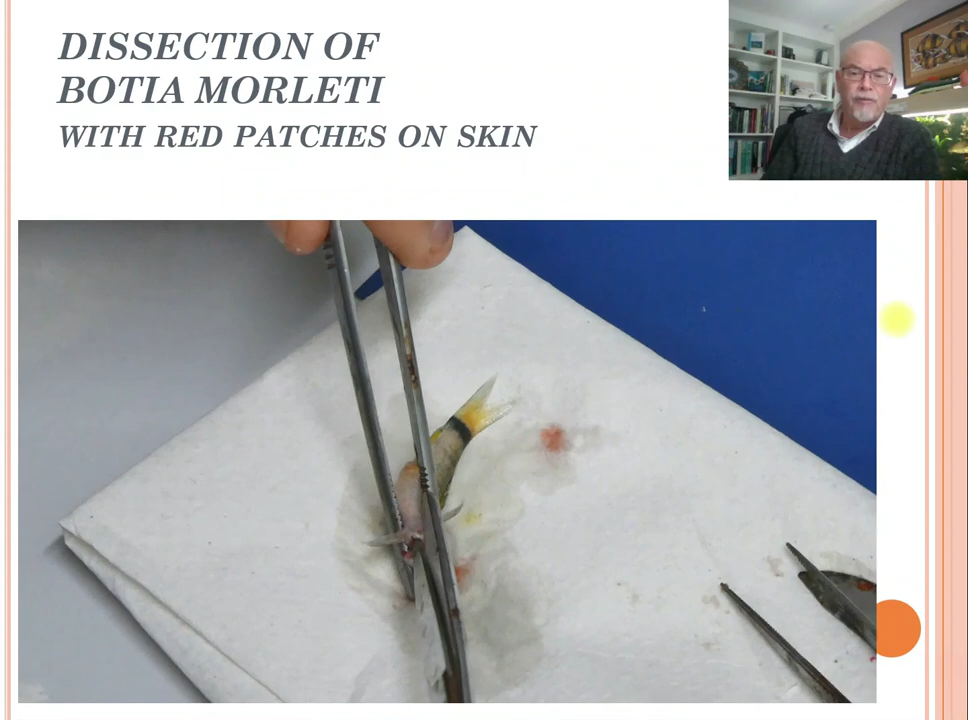 DISSECTION OF
BOTIA MORLETI
WITH RED PATCHES ON SKIN